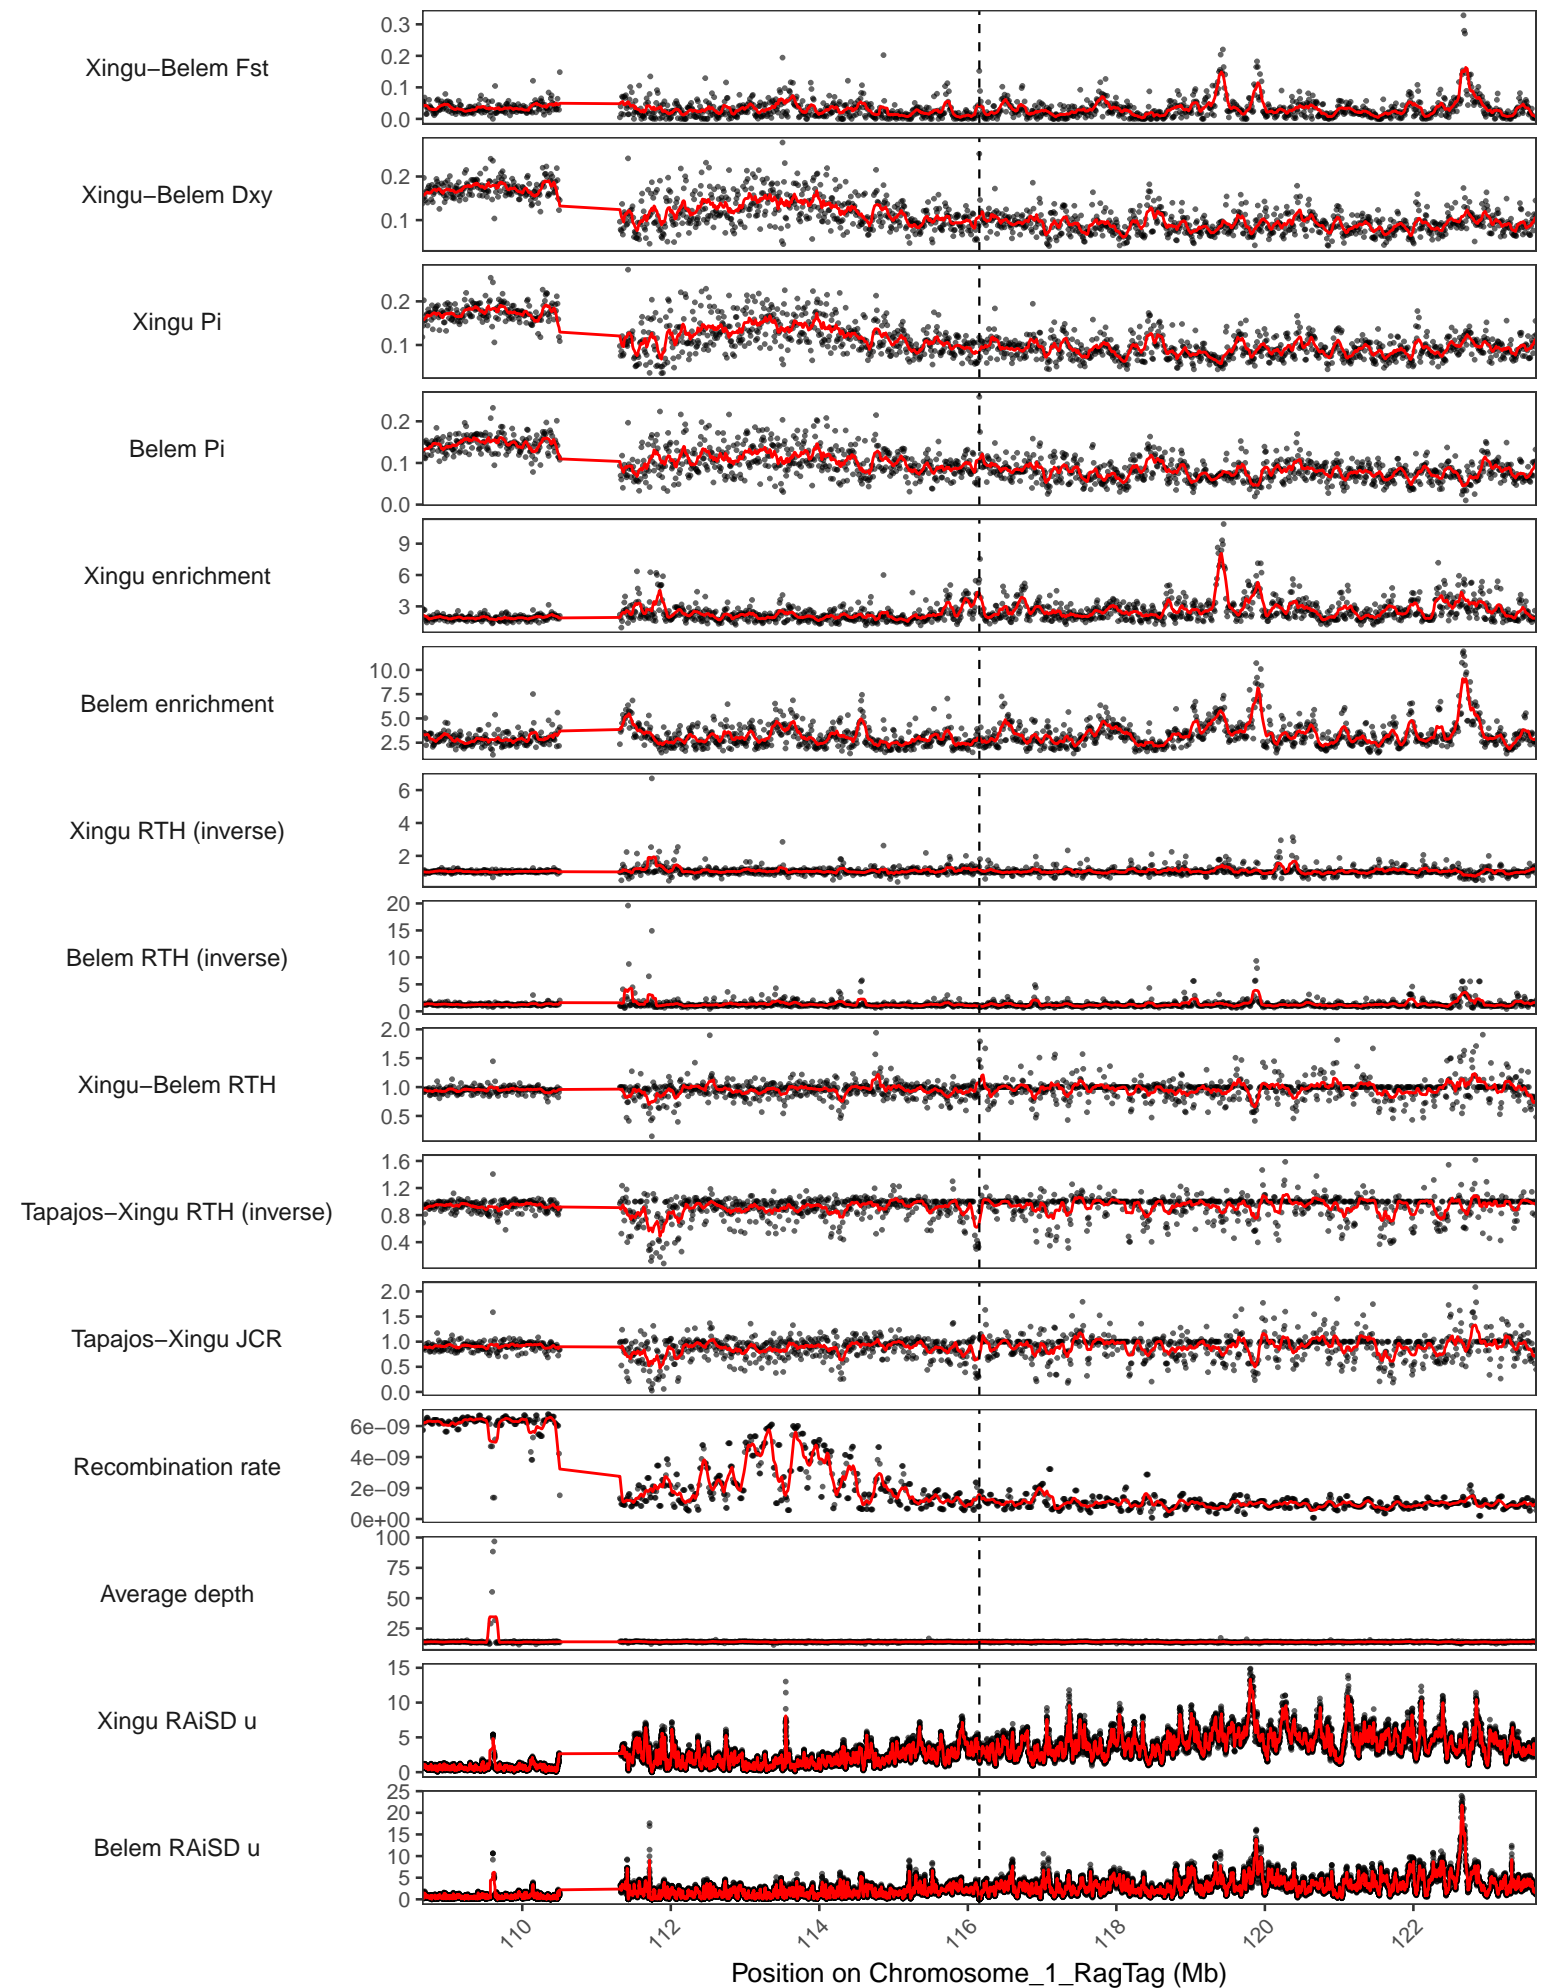 Xingu−Belem Fst
0.3
0.2
0.1
0.0
Xingu−Belem Dxy
0.2
0.1
Xingu Pi
0.2
0.1
Belem Pi
0.2
0.1
0.0
Xingu enrichment
9
6
3
Belem enrichment
10.0
7.5
5.0
2.5
Xingu RTH (inverse)
6
4
2
Belem RTH (inverse)
20
15
10
5
0
Xingu−Belem RTH
2.0
1.5
1.0
0.5
Tapajos−Xingu RTH (inverse)
1.6
1.2
0.8
0.4
Tapajos−Xingu JCR
2.0
1.5
1.0
0.5
0.0
Recombination rate
6e−09
4e−09
2e−09
0e+00
Average depth
100
75
50
25
Xingu RAiSD u
15
10
5
0
Belem RAiSD u
25
20
15
10
5
0
110 112 114 116 118 120 122
Position on Chromosome_1_RagTag (Mb)